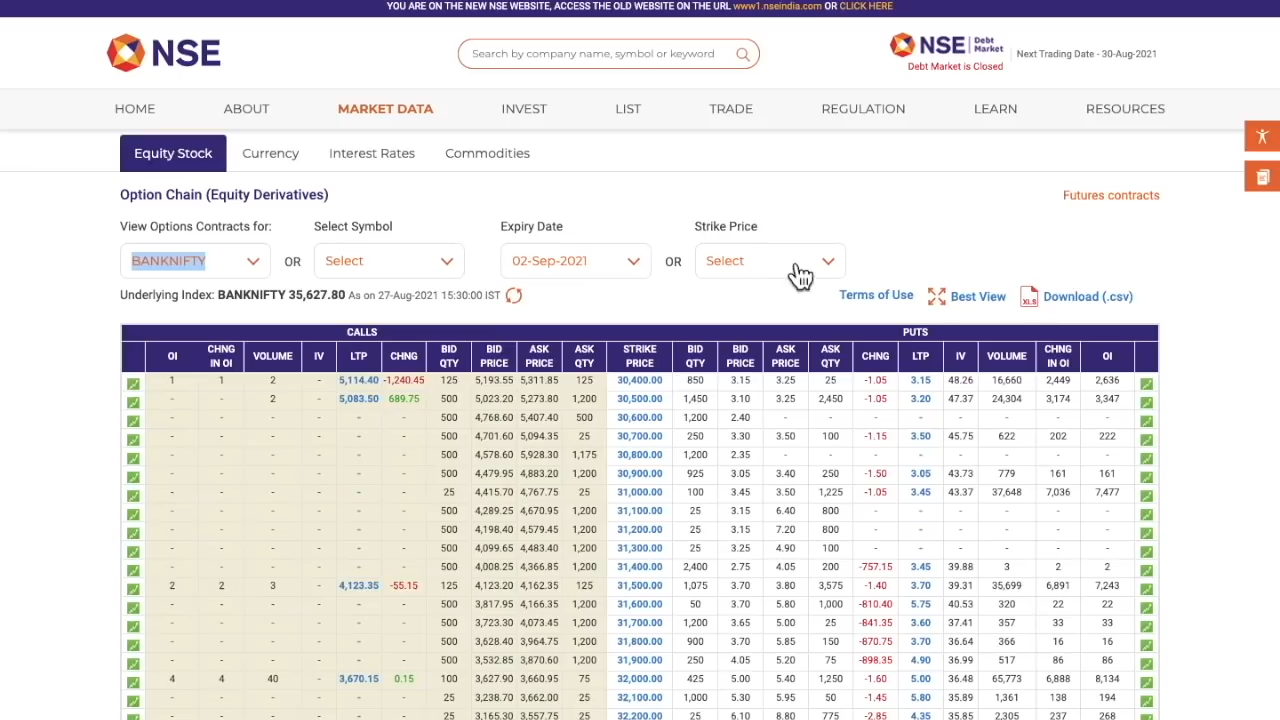 YOU ARE ON THE NEW NSE WEBSITE, ACCESS THE OLD WEBSITE ON THE URL www1.nseindia.com OR CLICK HERE
NSE
Search by company name, symbol or keyword
NSE Debt Market
Debt Market is Closed
Next Trading Date - 30-Aug-2021
HOME ABOUT MARKET DATA INVEST LIST TRADE REGULATION LEARN RESOURCES
Equity Stock Currency Interest Rates Commodities
Option Chain (Equity Derivatives) Futures contracts
View Options Contracts for: Select Symbol Expiry Date Strike Price
BANKNIFTY OR Select 02-Sep-2021 OR Select
Underlying Index: BANKNIFTY 35,627.80 As on 27-Aug-2021 15:30:00 IST Terms of Use Best View XLS Download (.csv)
CALLS PUTS
OI CHNG IN OI VOLUME IV LTP CHNG BID QTY BID PRICE ASK PRICE ASK QTY STRIKE PRICE BID QTY BID PRICE ASK PRICE ASK QTY CHNG LTP IV VOLUME CHNG IN OI OI
1 1 2 - 5,114.40 -1,240.45 125 5,193.55 5,311.85 125 30,400.00 850 3.15 3.25 25 -1.05 3.15 48.26 16,660 2,449 2,636
- - 2 - 5,083.50 689.75 500 5,023.20 5,273.80 1,200 30,500.00 1,450 3.10 3.25 2,450 -1.05 3.20 47.37 24,304 3,174 3,347
- - - - - - 500 4,768.60 5,407.40 500 30,600.00 1,200 2.40 - - - - - - - -
- - - - - - 500 4,701.60 5,094.35 25 30,700.00 250 3.30 3.50 100 -1.15 3.50 45.75 622 202 222
- - - - - - 500 4,578.60 5,928.30 1,175 30,800.00 1,200 2.35 - - - - - - - -
- - - - - - 500 4,479.95 4,883.20 1,200 30,900.00 925 3.05 3.40 250 -1.50 3.05 43.73 779 161 161
- - - - - - 25 4,415.70 4,767.75 25 31,000.00 100 3.45 3.50 1,225 -1.05 3.45 43.37 37,648 7,036 7,477
- - - - - - 500 4,289.25 4,670.95 1,200 31,100.00 25 3.15 6.40 800 - - - - - -
- - - - - - 500 4,198.40 4,579.45 1,200 31,200.00 25 3.15 7.20 800 - - - - - -
- - - - - - 500 4,099.65 4,483.40 1,200 31,300.00 25 3.25 4.90 100 - - - - - -
- - - - - - 500 4,008.25 4,366.85 1,200 31,400.00 2,400 2.75 4.05 200 -757.15 3.45 39.88 3 2 2
2 2 3 - 4,123.35 -55.15 125 4,123.20 4,162.35 125 31,500.00 1,075 3.70 3.80 3,575 -1.40 3.70 39.31 35,699 6,891 7,243
- - - - - - 500 3,817.95 4,166.35 1,200 31,600.00 50 3.70 5.80 1,000 -810.40 5.75 40.53 320 22 22
- - - - - - 500 3,723.30 4,073.45 1,200 31,700.00 1,200 3.65 5.00 25 -841.35 3.60 37.41 357 33 33
- - - - - - 500 3,628.40 3,964.75 1,200 31,800.00 900 3.70 5.85 150 -870.75 3.70 36.64 366 16 16
- - - - - - 500 3,532.85 3,870.60 1,200 31,900.00 250 4.05 5.20 75 -898.35 4.90 36.99 517 86 86
4 4 40 - 3,670.15 0.15 100 3,627.90 3,660.95 75 32,000.00 425 5.00 5.40 1,250 -1.60 5.00 36.48 65,773 6,888 8,134
- - - - - - 25 3,238.70 3,662.00 25 32,100.00 1,000 5.30 5.95 50 -1.45 5.80 35.89 1,361 138 194
- - - - - - 25 3,165.30 3,557.75 25 32,200.00 25 6.10 8.80 775 -2.85 4.35 35.85 2,305 237 268